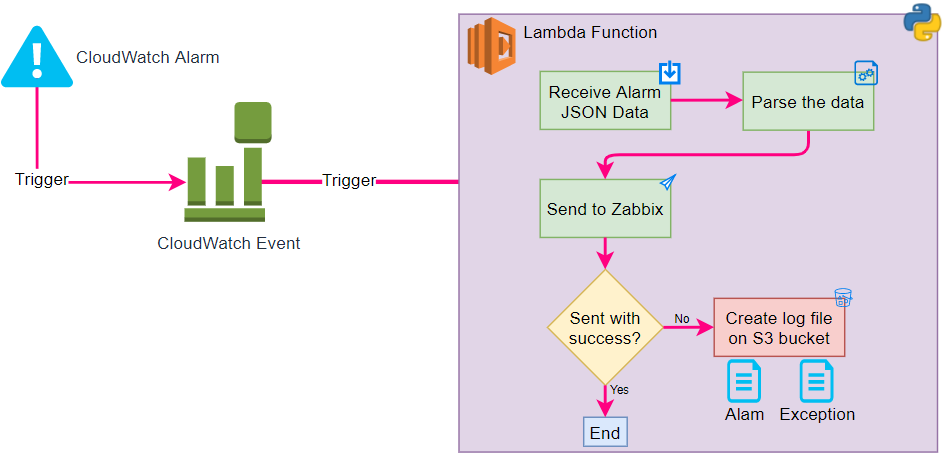 CloudWatch Alarm
Trigger
CloudWatch Event
Trigger
Lambda Function
Receive Alarm
JSON Data
Parse the data
Send to Zabbix
Sent with
success?
No
Create log file
on S3 bucket
Alam
Exception
Yes
End